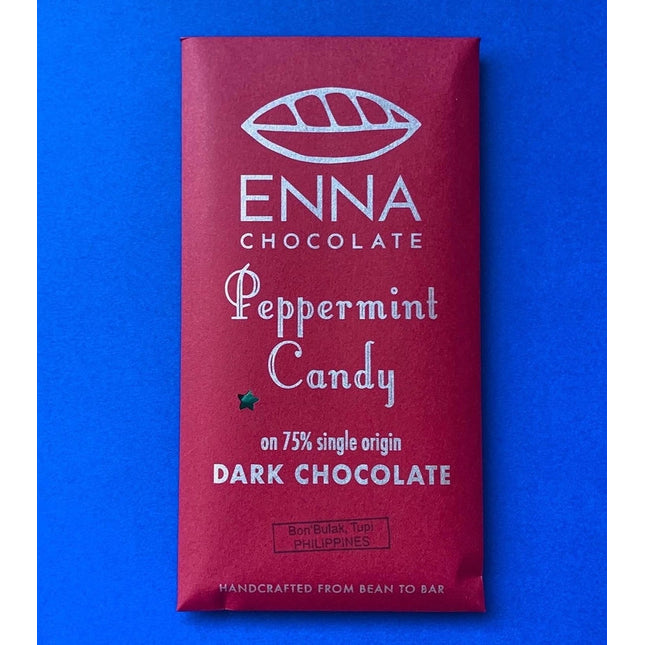 ENNA
CHOCOLATE
Peppermint
Candy
on 75% single origin
DARK CHOCOLATE
Bon'Bulak, Tupi
PHILIPPINES
HANDCRAFTED FROM BEAN TO BAR